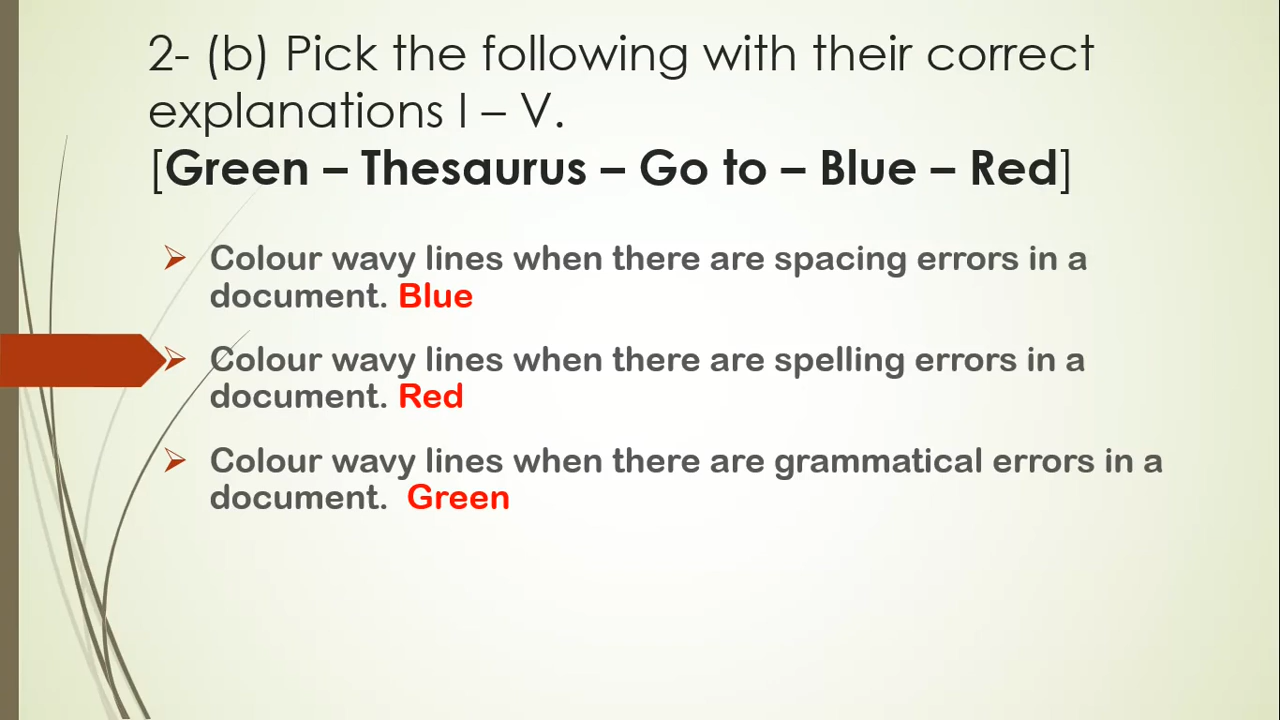 2- (b) Pick the following with their correct
explanations I – V.
[Green – Thesaurus – Go to – Blue – Red]
Colour wavy lines when there are spacing errors in a
document. Blue
Colour wavy lines when there are spelling errors in a
document. Red
Colour wavy lines when there are grammatical errors in a
document. Green